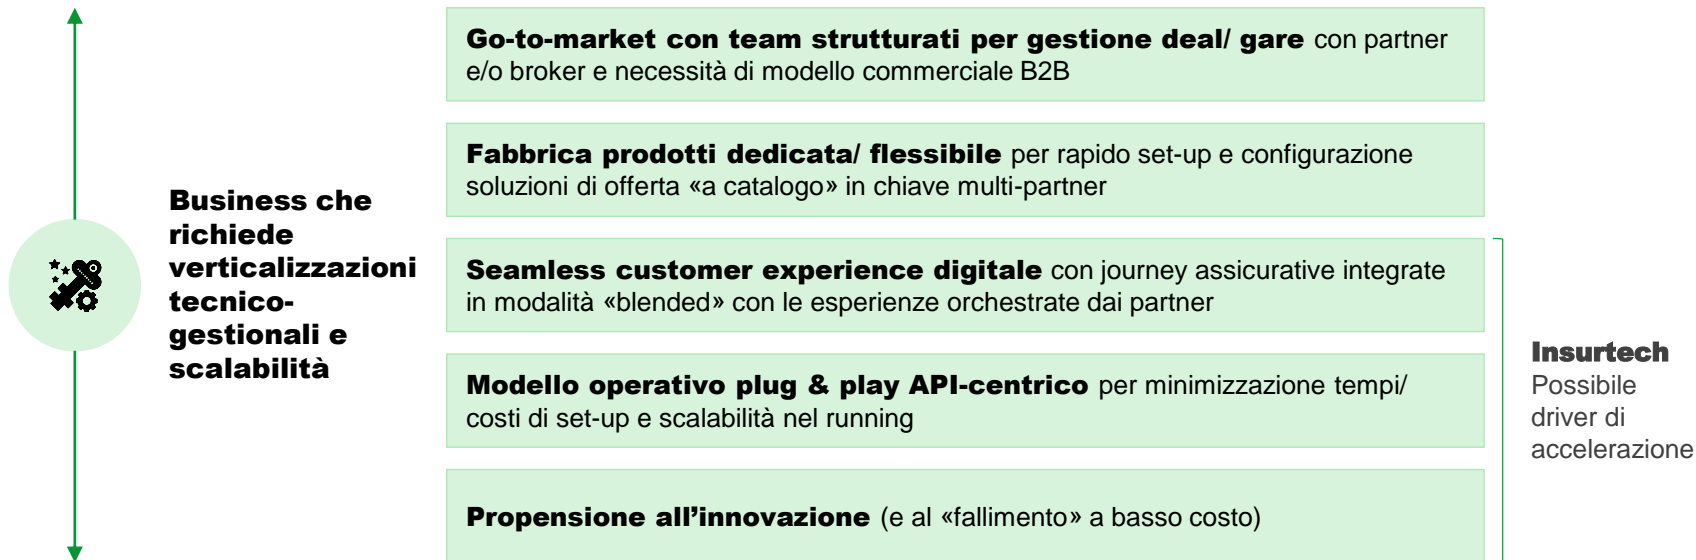 Business che
richiede
verticalizzazioni
tecnico-
gestionali e
scalabilità
Go-to-market con team strutturati per gestione deal/ gare con partner
e/o broker e necessità di modello commerciale B2B
Fabbrica prodotti dedicata/ flessibile per rapido set-up e configurazione
soluzioni di offerta «a catalogo» in chiave multi-partner
Seamless customer experience digitale con journey assicurative integrate
in modalità «blended» con le esperienze orchestrate dai partner
Modello operativo plug & play API-centrico per minimizzazione tempi/
costi di set-up e scalabilità nel running
Propensione all’innovazione (e al «fallimento» a basso costo)
Insurtech
Possibile
driver di
accelerazione